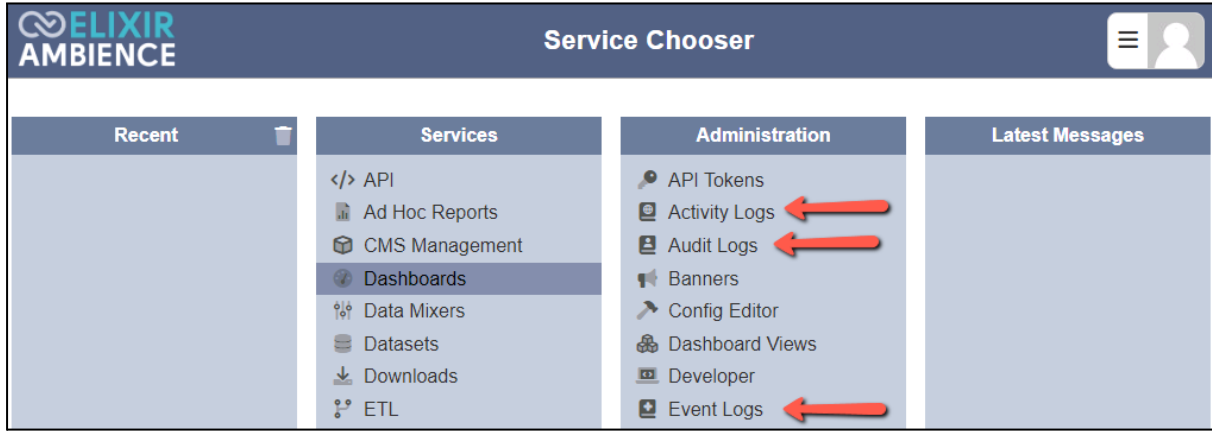 ELIXIR
AMBIENCE
Service Chooser
Recent
Services
Administration
Latest Messages
</> API
Ad Hoc Reports
CMS Management
Dashboards
Data Mixers
Datasets
Downloads
ETL
API Tokens
Activity Logs
Audit Logs
Banners
Config Editor
Dashboard Views
Developer
Event Logs